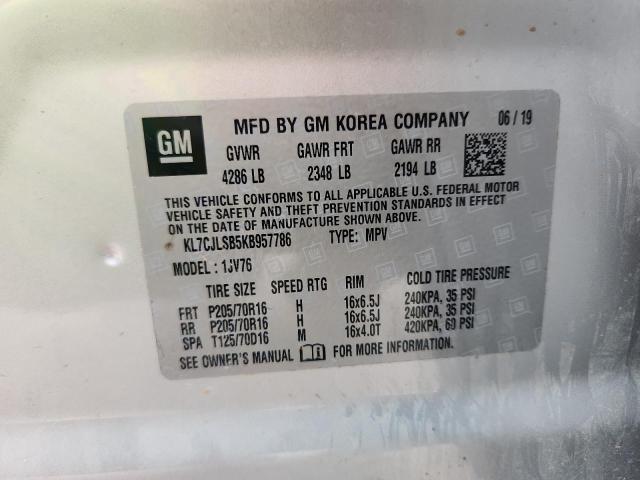 GM
MFD BY GM KOREA COMPANY 06/19
GVWR GAWR FRT GAWR RR
4286 LB 2348 LB 2194 LB
THIS VEHICLE CONFORMS TO ALL APPLICABLE U.S. FEDERAL MOTOR
VEHICLE SAFETY AND THEFT PREVENTION STANDARDS IN EFFECT
ON THE DATE OF MANUFACTURE SHOWN ABOVE.
KL7CJLSB5KB957786 TYPE: MPV
MODEL: 1JV76
TIRE SIZE SPEED RTG RIM COLD TIRE PRESSURE
FRT P205/70R16 H 16x6.5J 240KPA, 35 PSI
RR P205/70R16 H 16x6.5J 240KPA, 35 PSI
SPA T125/70D16 M 16x4.0T 420KPA, 60 PSI
SEE OWNER'S MANUAL FOR MORE INFORMATION.